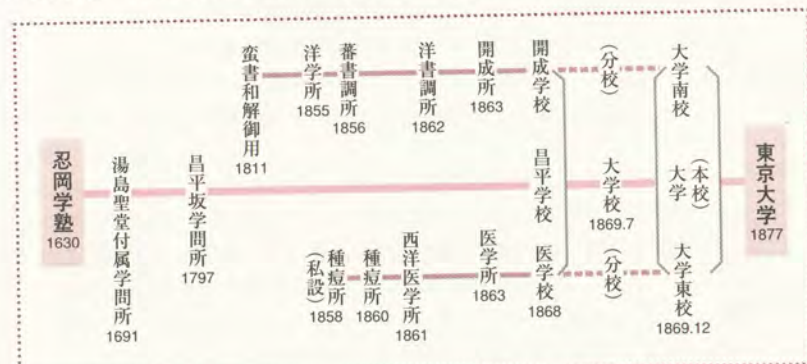 忍岡学塾
1630
湯島聖堂付属学問所
1691
昌平坂学問所
1797
蛮書和解御用
1811
洋学所
1855
蕃書調所
1856
洋書調所
1862
開成所
1863
開成学校
(分校)
大学南校
昌平学校
大学校
1869.7
大学
(本校)
東京大学
1877
(私設)
種痘所
1858
種痘所
1860
西洋医学所
1861
医学所
1863
医学校
1868
(分校)
大学東校
1869.12